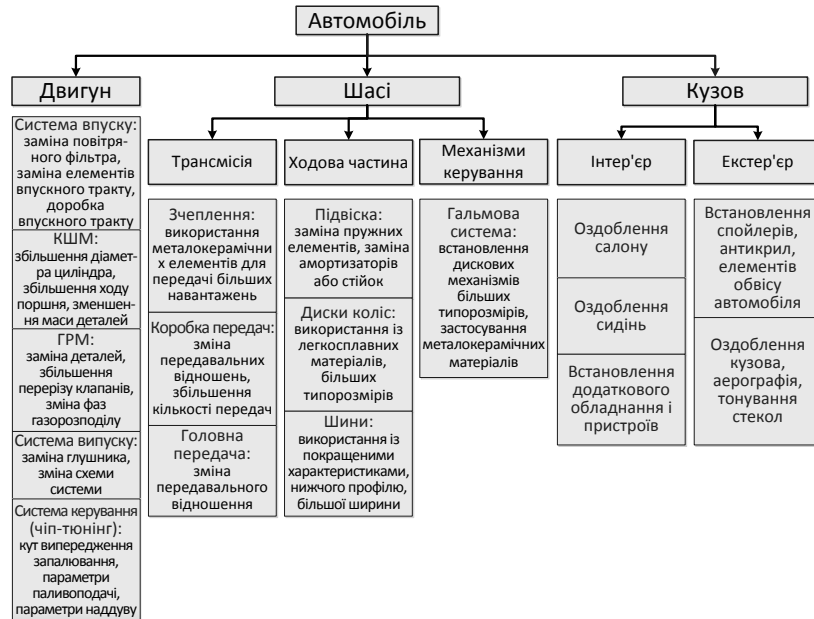 Автомобіль
Двигун
Шасі
Кузов
Система впуску:
заміна повітря-
ного фільтра,
заміна елементів
впускного тракту,
доробка
впускного тракту
КШМ:
збільшення діамет-
ра циліндра,
збільшення ходу
поршня, зменшен-
ня маси деталей
ГРМ:
заміна деталей,
збільшення
перерізу клапанів,
зміна фаз
газорозподілу
Система випуску:
заміна глушника,
зміна схеми
системи
Система керування
(чіп-тюнінг):
кут випередження
запалювання,
параметри
паливоподачі,
параметри наддуву
Трансмісія
Зчеплення:
використання
металокерамічни
х елементів для
передачі більших
навантажень
Коробка передач:
зміна
передавальних
відношень,
збільшення
кількості передач
Головна
передача:
зміна
передавального
відношення
Ходова частина
Підвіска:
заміна пружних
елементів, заміна
амортизаторів
або стійок
Диски коліс:
використання із
легкосплавних
матеріалів,
більших
типорозмірів
Шини:
використання із
покращеними
характеристиками,
нижчого профілю,
більшої ширини
Механізми
керування
Гальмова
система:
встановлення
дискових
механізмів
більших
типорозмірів,
застосування
металокерамічних
матеріалів
Інтер'єр
Оздоблення
салону
Оздоблення
сидінь
Встановлення
додаткового
обладнання і
пристроїв
Екстер'єр
Встановлення
спойлерів,
антикрил,
елементів
обвісу
автомобіля
Оздоблення
кузова,
аерографія,
тонування
стекол